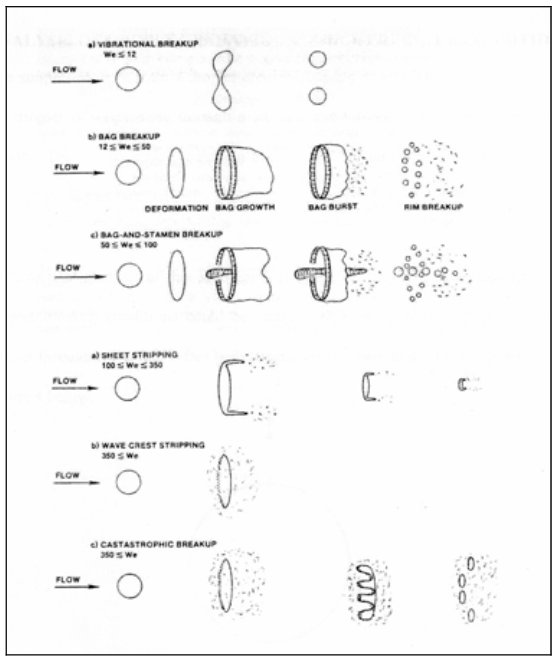 a) VIBRATIONAL BREAKUP
We ≤ 12
FLOW
b) BAG BREAKUP
12 ≤ We ≤ 50
FLOW
DEFORMATION BAG GROWTH BAG BURST RIM BREAKUP
c) BAG-AND-STAMEN BREAKUP
50 ≤ We ≤ 100
FLOW
a) SHEET STRIPPING
100 ≤ We ≤ 350
FLOW
b) WAVE CREST STRIPPING
350 ≤ We
FLOW
c) CASTASTROPHIC BREAKUP
350 ≤ We
FLOW